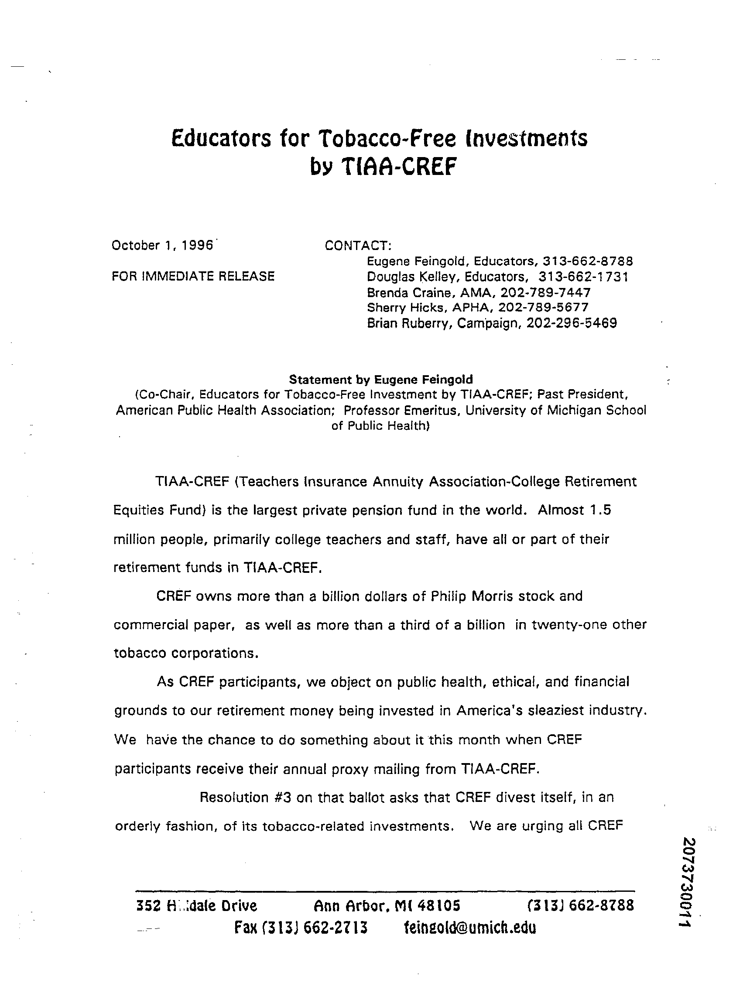 Educators for Tobacco-Free Investments
by TIAA-CREF
October 1, 1996
CONTACT:
Eugene Feingold, Educators, 313-662-8788
FOR IMMEDIATE RELEASE
Douglas Kelley, Educators, 313-662-1731
Brenda Craine, AMA, 202-789-7447
Sherry Hicks, APHA, 202-789-5677
Brian Ruberry, Campaign, 202-296-5469
Statement by Eugene Feingold
(Co-Chair, Educators for Tobacco-Free Investment by TIAA-CREF; Past President,
American Public Health Association; Professor Emeritus, University of Michigan School
of Public Health)
TIAA-CREF (Teachers Insurance Annuity Association-College Retirement
Equities Fund) is the largest private pension fund in the world. Almost 1.5
million people, primarily college teachers and staff, have all or part of their
retirement funds in TIAA-CREF.
CREF owns more than a billion dollars of Philip Morris stock and
commercial paper, as well as more than a third of a billion in twenty-one other
tobacco corporations.
As CREF participants, we object on public health, ethical, and financial
grounds to our retirement money being invested in America's sleaziest industry.
We have the chance to do something about it this month when CREF
participants receive their annual proxy mailing from TIAA-CREF.
Resolution #3 on that ballot asks that CREF divest itself, in an
orderly fashion, of its tobacco-related investments. We are urging all CREF
352 Drive Ann Arbor, MI 48105 (313) 662-8788
Fax (313) 662-2713 feingold@umich.edu
2073730011